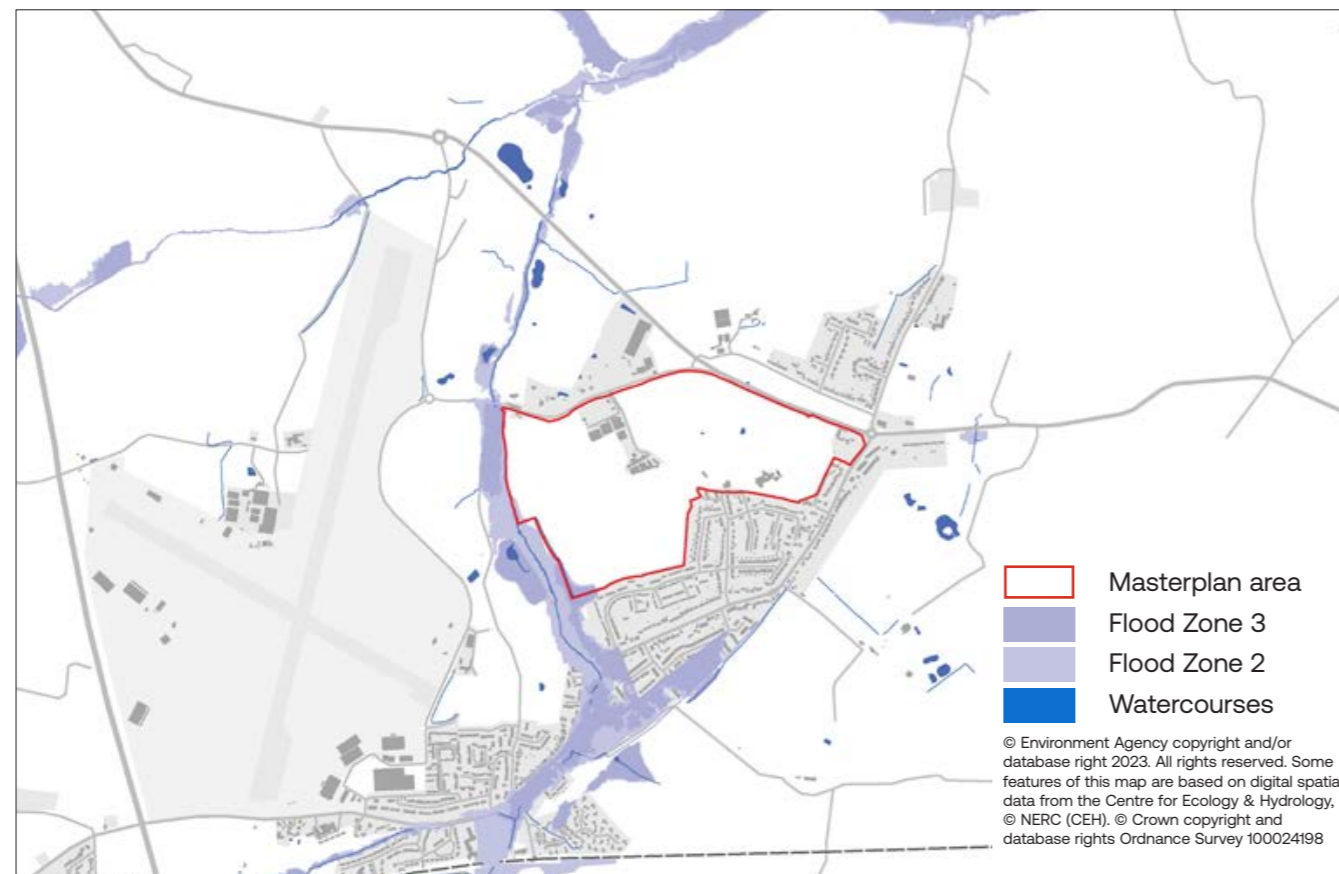 Masterplan area
Flood Zone 3
Flood Zone 2
Watercourses
© Environment Agency copyright and/or
database right 2023. All rights reserved. Some
features of this map are based on digital spatia
data from the Centre for Ecology & Hydrology,
© NERC (CEH). © Crown copyright and
database rights Ordnance Survey 100024198